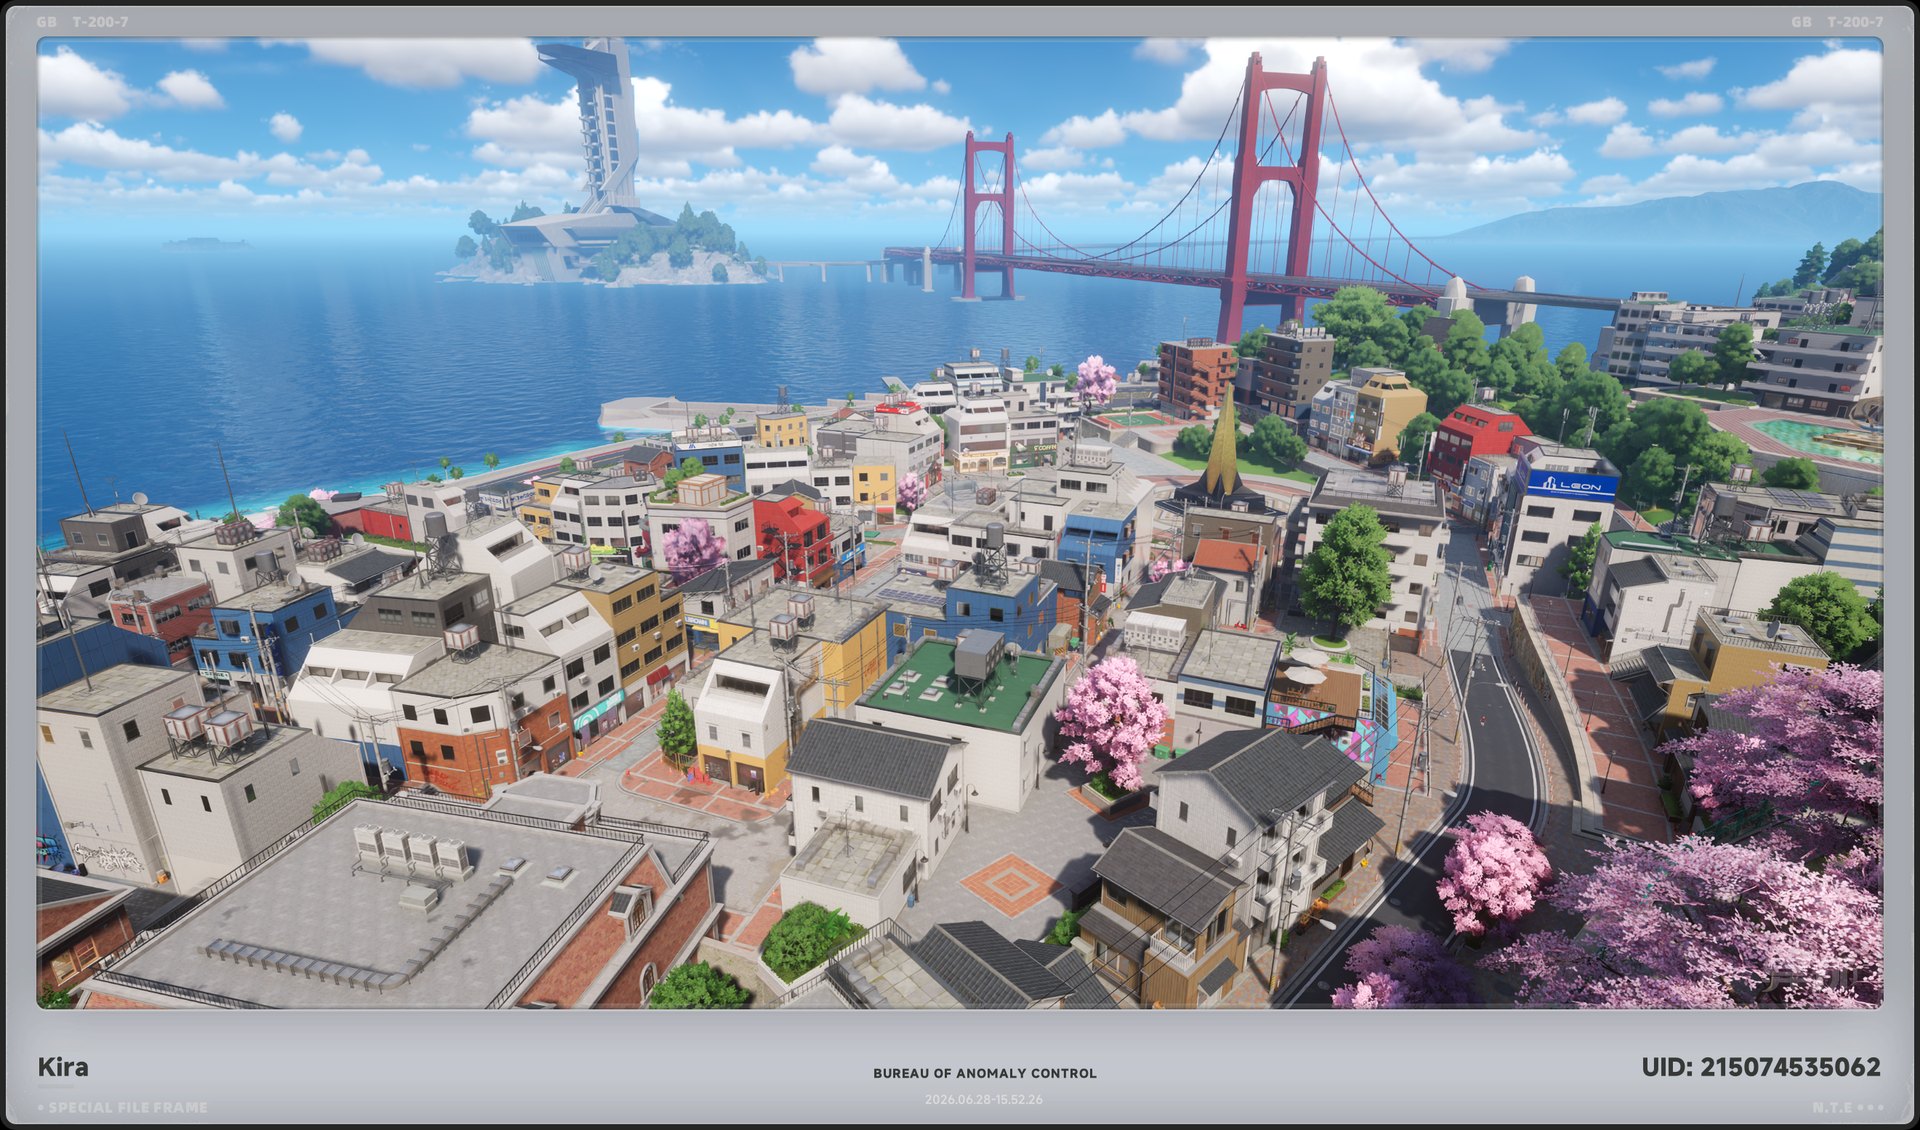 GB T-200-7
GB T-200-7
LEON
Kira
BUREAU OF ANOMALY CONTROL
UID: 215074535062
2026.06.28-15.52.26
• SPECIAL FILE FRAME
N.T.E •••